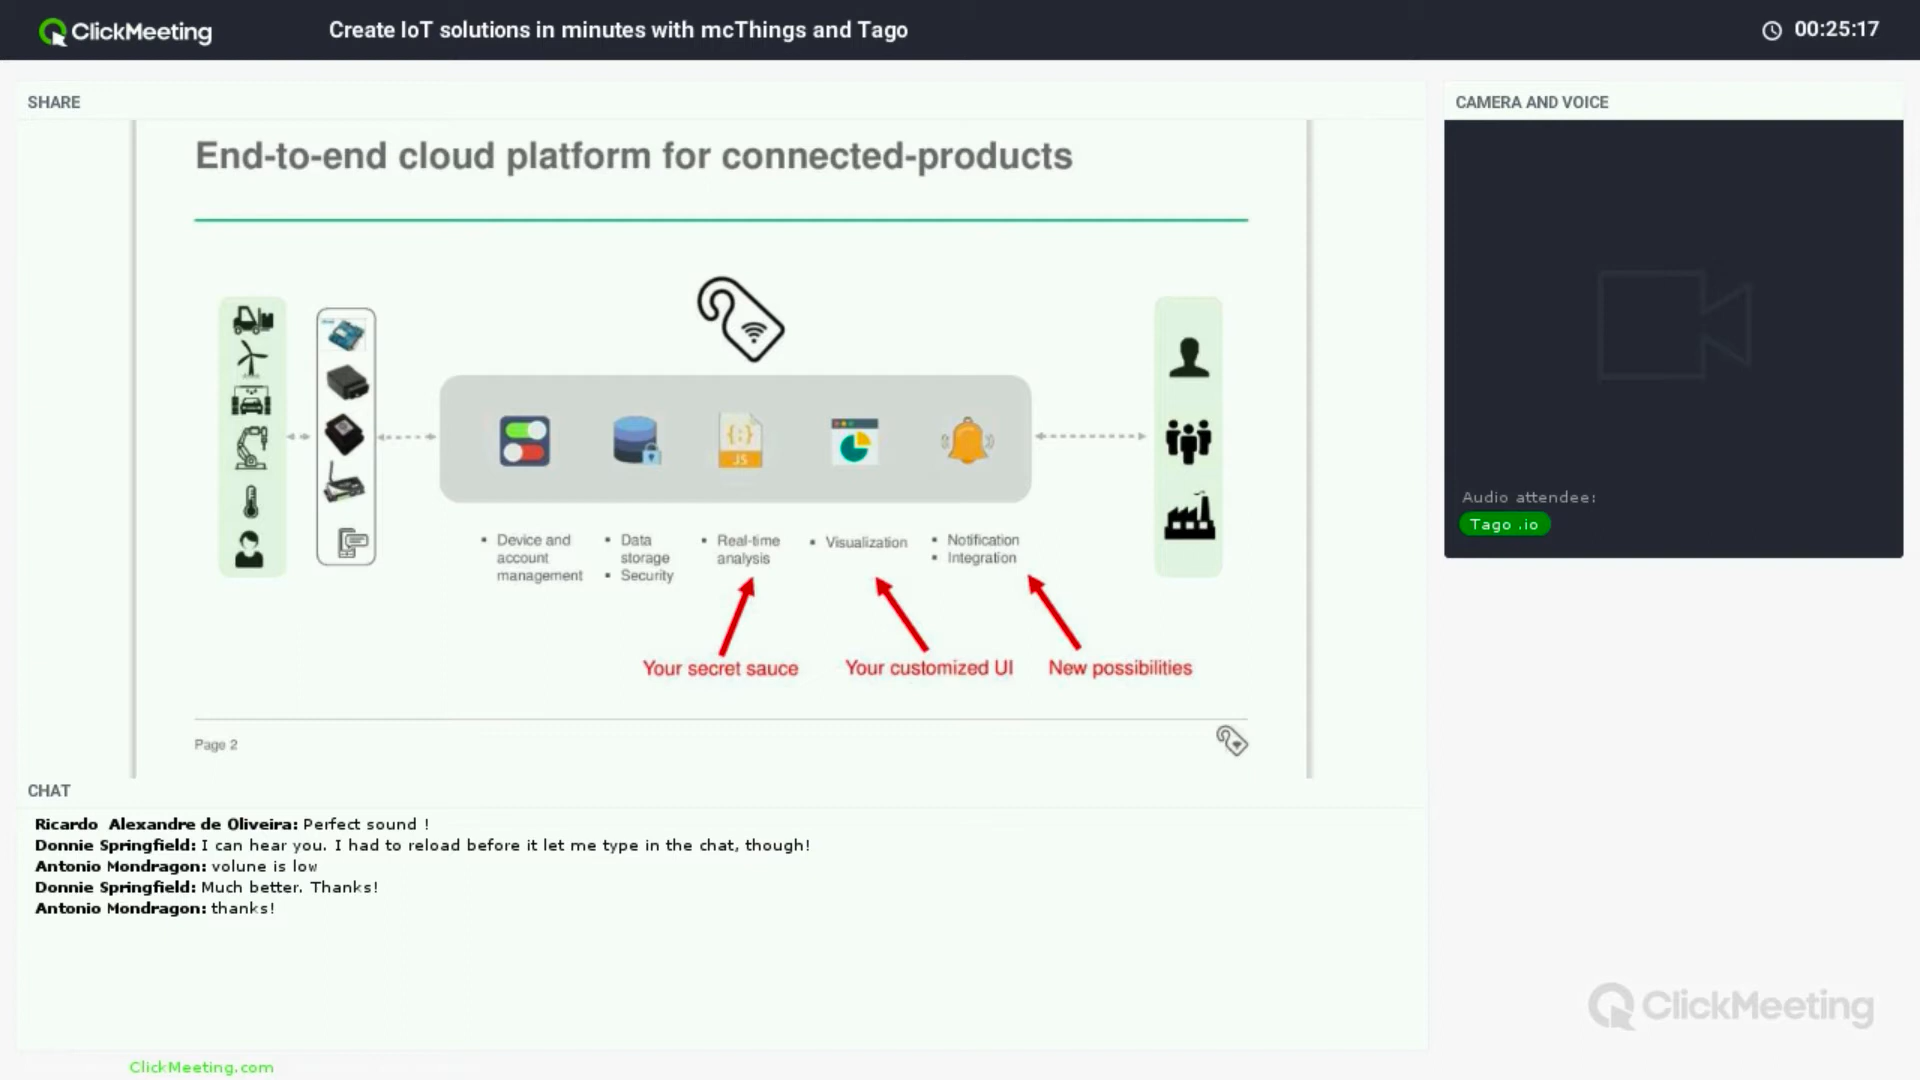 ClickMeeting
Create IoT solutions in minutes with mcThings and Tago
00:25:17
SHARE
CAMERA AND VOICE
End-to-end cloud platform for connected-products
{:}
JS
Device and
account
management
Data
storage
Security
Real-time
analysis
Visualization
Notification
Integration
Your secret sauce
Your customized UI
New possibilities
Page 2
Audio attendee:
Tago .io
CHAT
Ricardo Alexandre de Oliveira: Perfect sound !
Donnie Springfield: I can hear you. I had to reload before it let me type in the chat, though!
Antonio Mondragon: volune is low
Donnie Springfield: Much better. Thanks!
Antonio Mondragon: thanks!
ClickMeeting
ClickMeeting.com